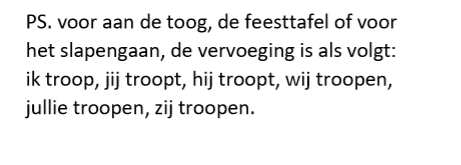 PS. voor aan de toog, de feesttafel of voor
het slapengaan, de vervoeging is als volgt:
ik troop, jij troopt, hij troopt, wij troopen,
jullie troopen, zij troopen.